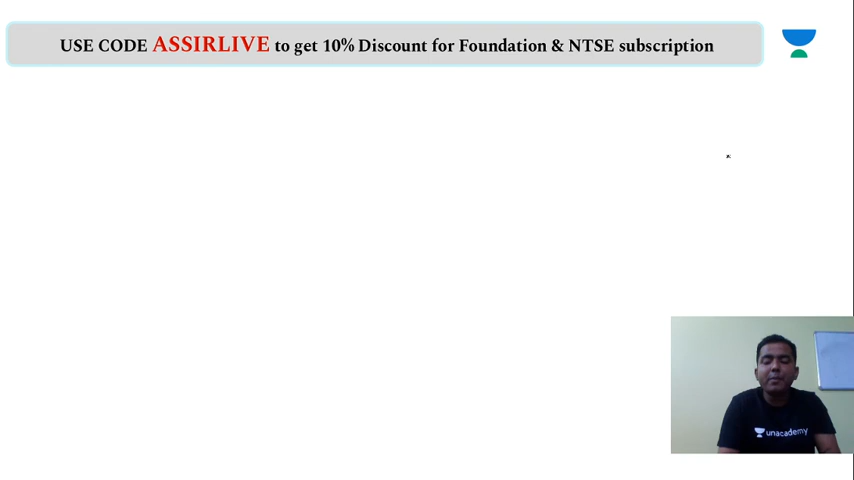 USE CODE ASSIRLIVE to get 10% Discount for Foundation & NTSE subscription
unacademy